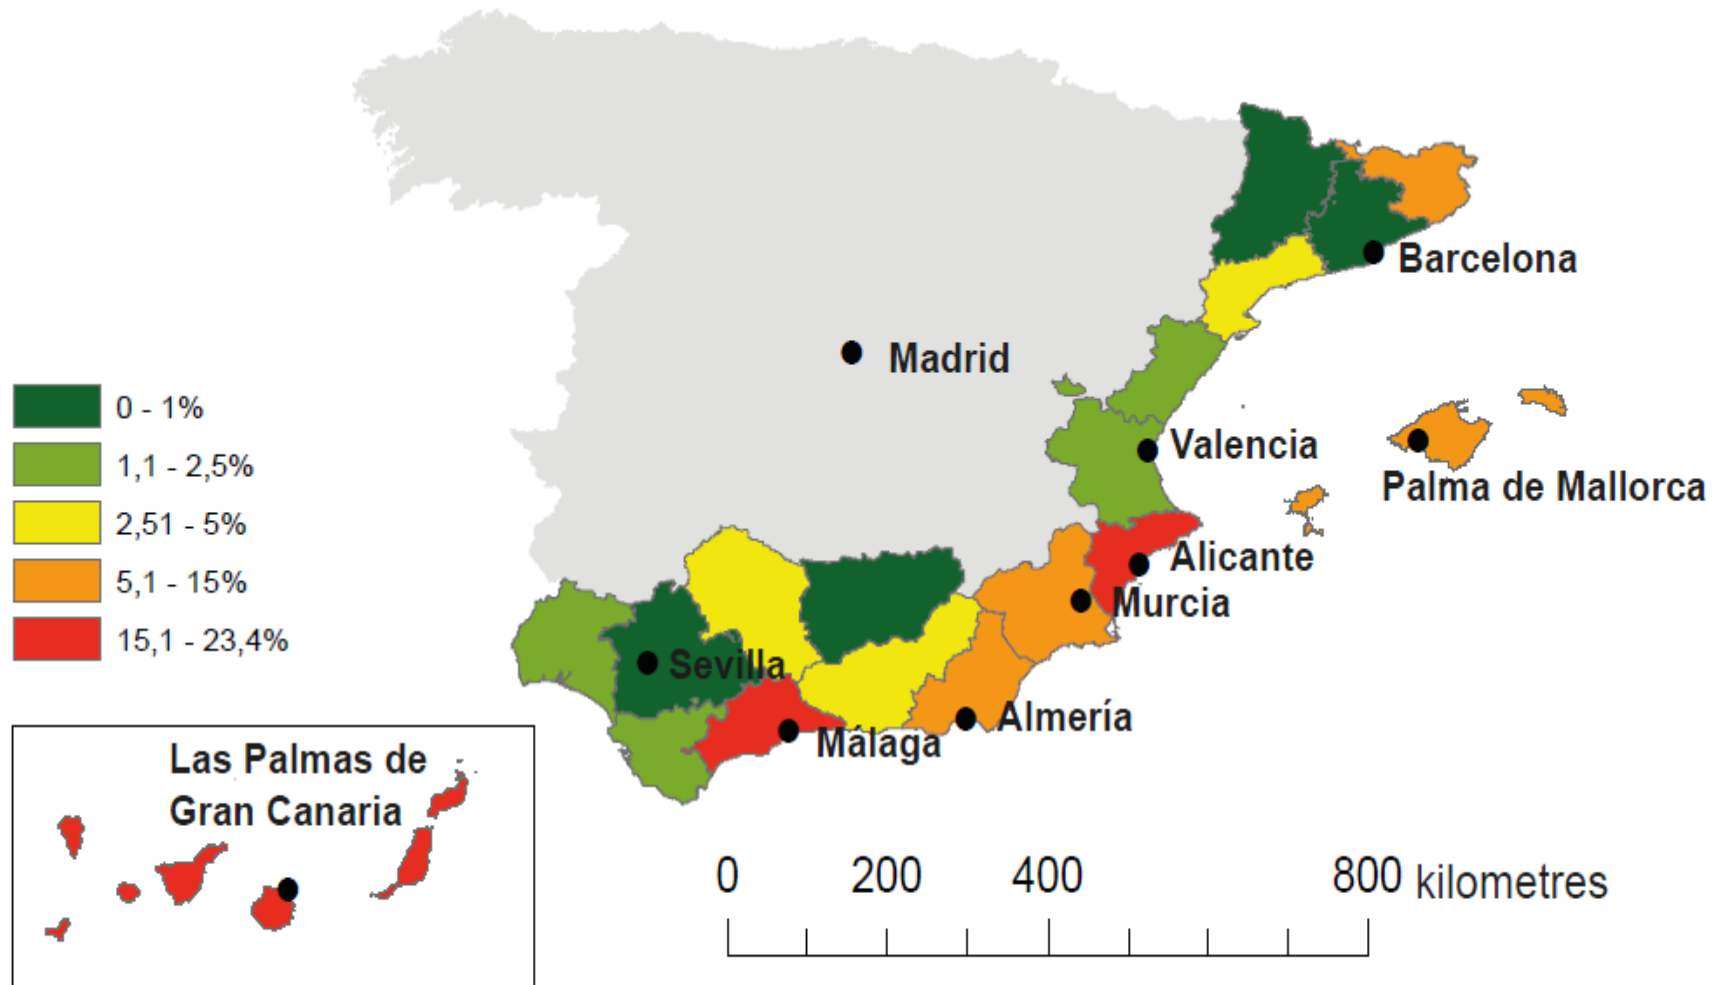 Barcelona
Madrid
0 - 1%
1,1 - 2,5%
2,51 - 5%
5,1 - 15%
15,1 - 23,4%
Valencia
Palma de Mallorca
Alicante
Murcia
Sevilla
Almería
Málaga
Las Palmas de
Gran Canaria
0 200 400 800 kilometres